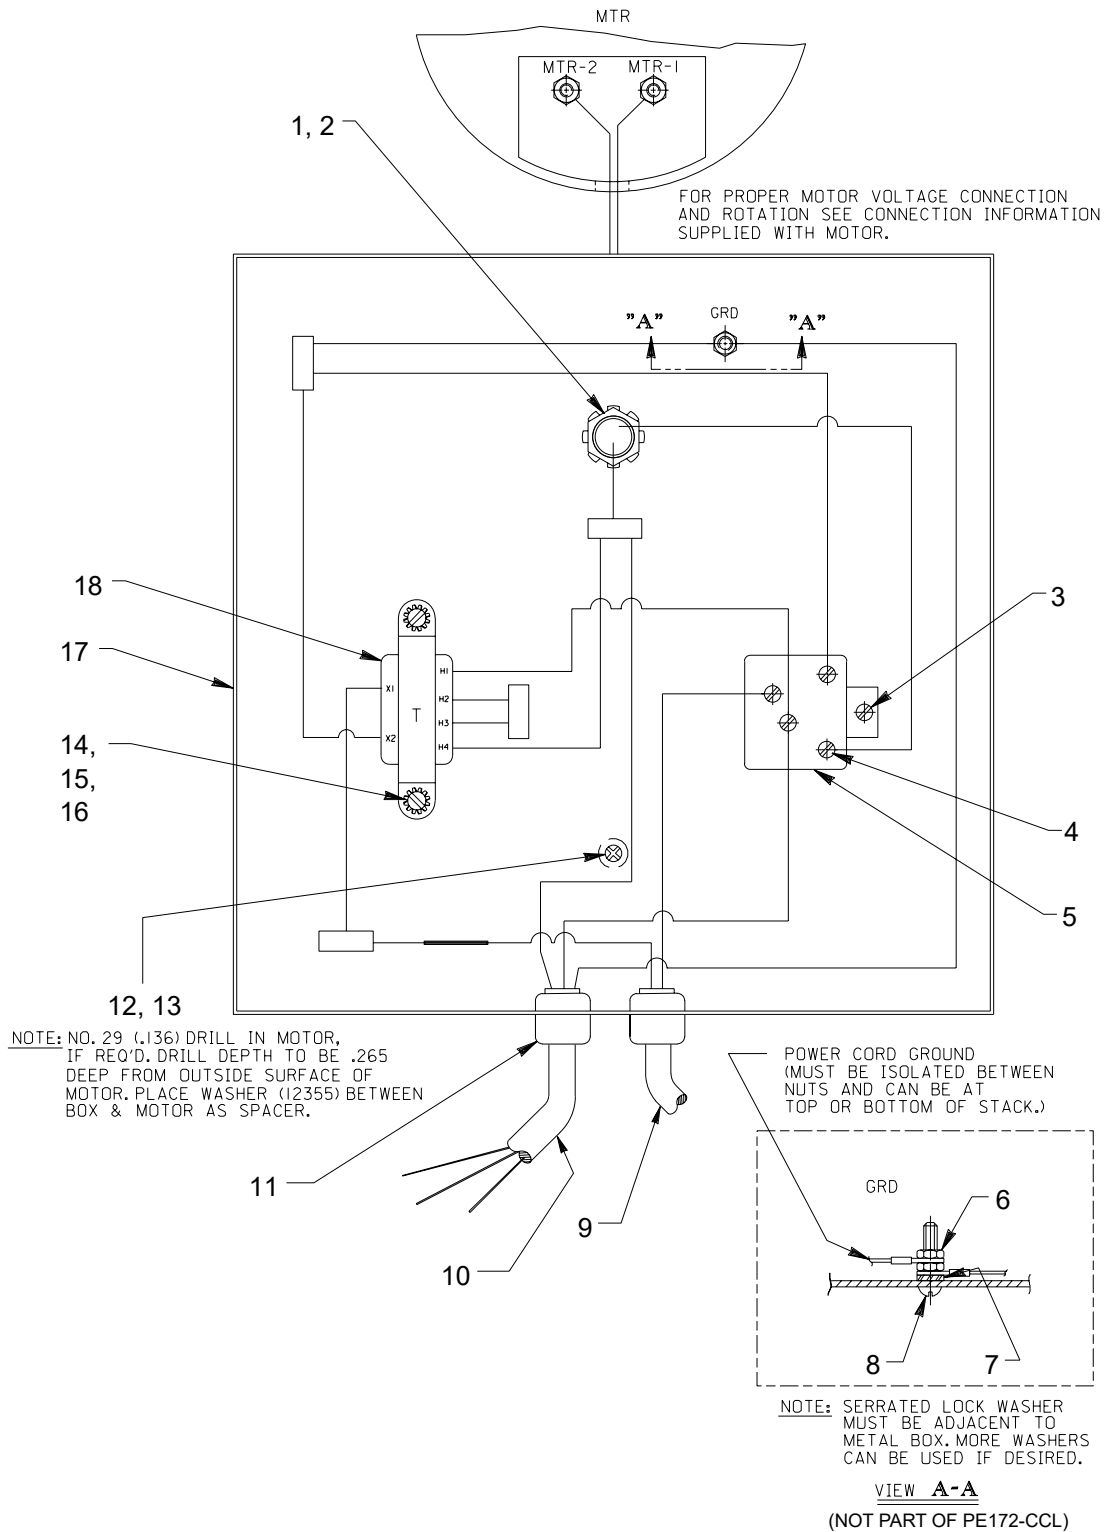 MTR
MTR-2
MTR-1
1, 2
FOR PROPER MOTOR VOLTAGE CONNECTION
AND ROTATION SEE CONNECTION INFORMATION
SUPPLIED WITH MOTOR.
"A"
GRD
"A"
18
3
17
H1
X1
H2
T
H3
X2
H4
14,
15,
16
4
5
12, 13
NOTE: NO. 29 (.136) DRILL IN MOTOR,
IF REQ'D. DRILL DEPTH TO BE .265
DEEP FROM OUTSIDE SURFACE OF
MOTOR. PLACE WASHER (12355) BETWEEN
BOX & MOTOR AS SPACER.
POWER CORD GROUND
(MUST BE ISOLATED BETWEEN
NUTS AND CAN BE AT
TOP OR BOTTOM OF STACK.)
11
9
10
GRD
6
8
7
NOTE: SERRATED LOCK WASHER
MUST BE ADJACENT TO
METAL BOX. MORE WASHERS
CAN BE USED IF DESIRED.
VIEW A-A
(NOT PART OF PE172-CCL)